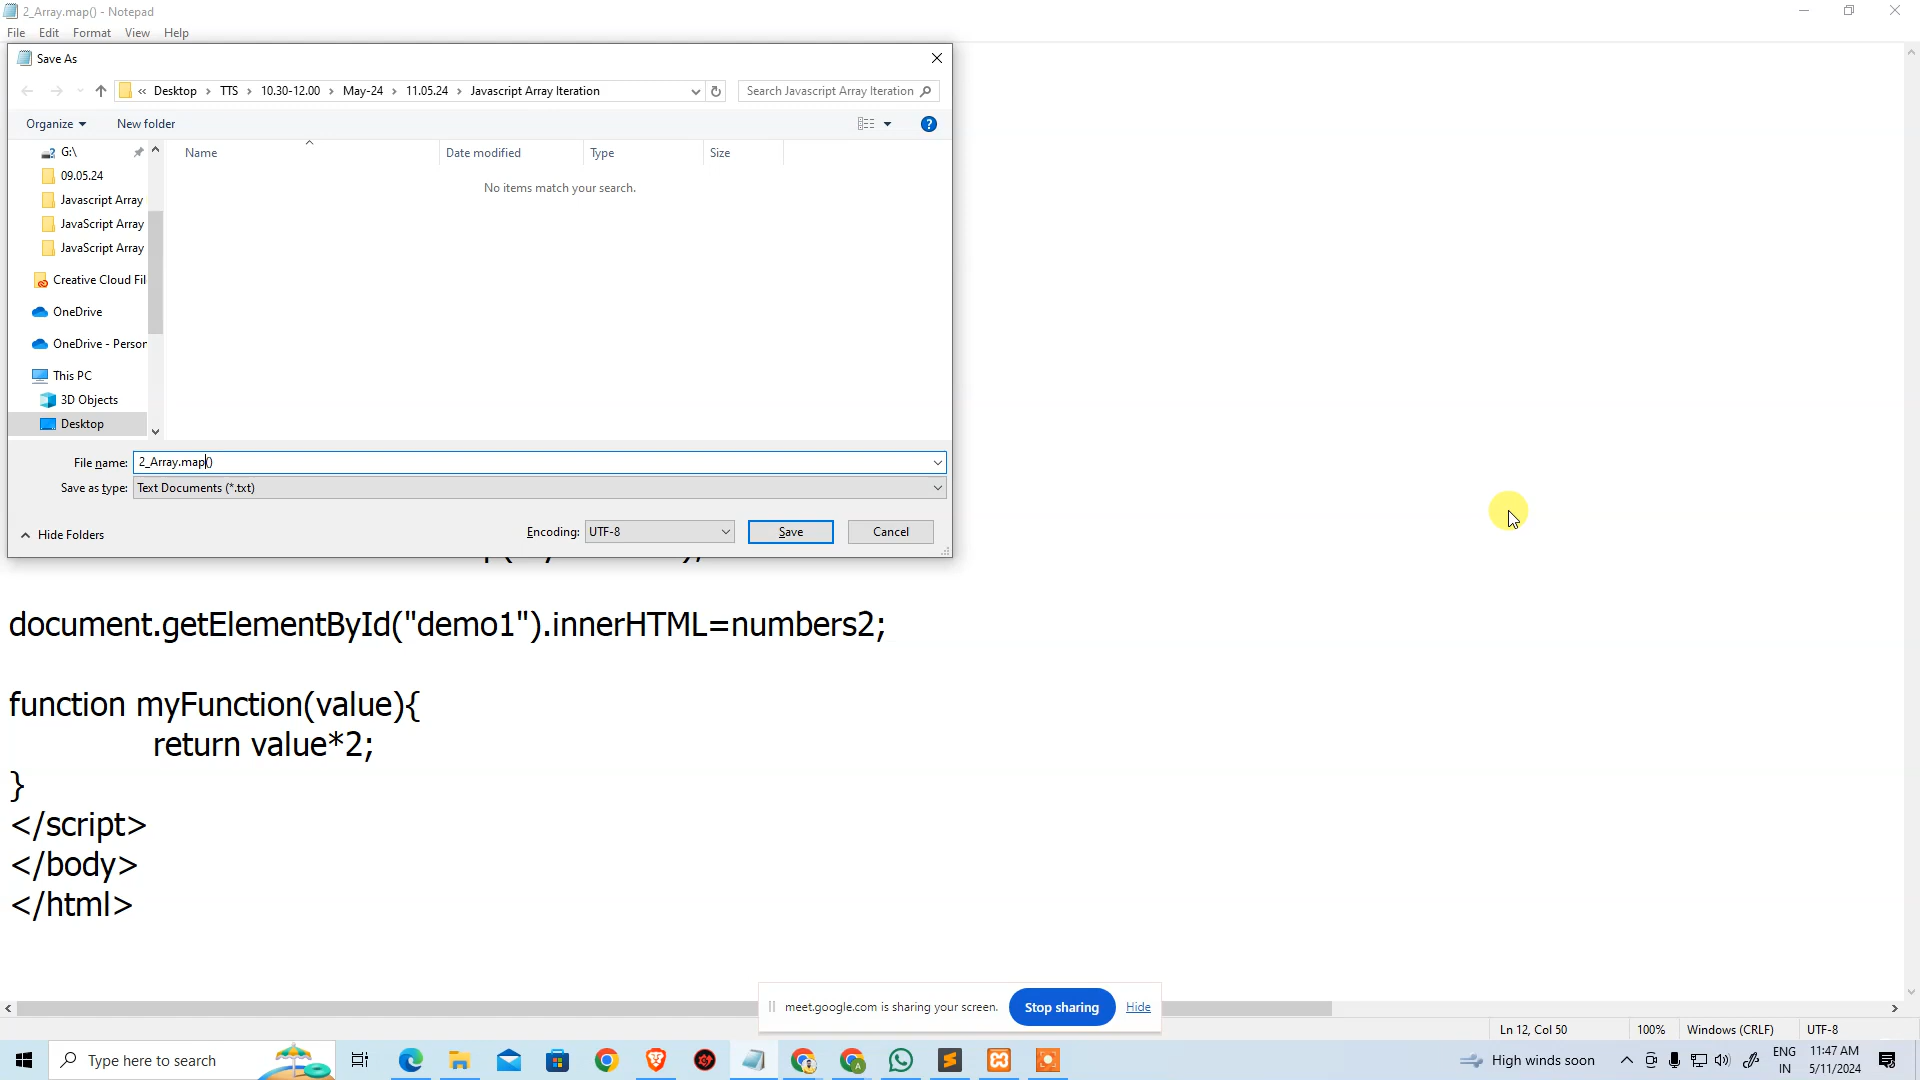 2_Array.map() - Notepad
File Edit Format View Help
Save As
« Desktop › TTS › 10.30-12.00 › May-24 › 11.05.24 › Javascript Array Iteration
Search Javascript Array Iteration
Organize
New folder
Name
Date modified
Type
Size
No items match your search.
G:\
09.05.24
Javascript Array
JavaScript Array
JavaScript Array
Creative Cloud Fil
OneDrive
OneDrive - Person
This PC
3D Objects
Desktop
File name: 2_Array.map()
Save as type: Text Documents (*.txt)
Hide Folders
Encoding: UTF-8
Save
Cancel
document.getElementById("demo1").innerHTML=numbers2;
function myFunction(value){
return value*2;
}
</script>
</body>
</html>
meet.google.com is sharing your screen.
Stop sharing
Hide
Ln 12, Col 50
100%
Windows (CRLF)
UTF-8
Type here to search
High winds soon
ENG
IN
11:47 AM
5/11/2024